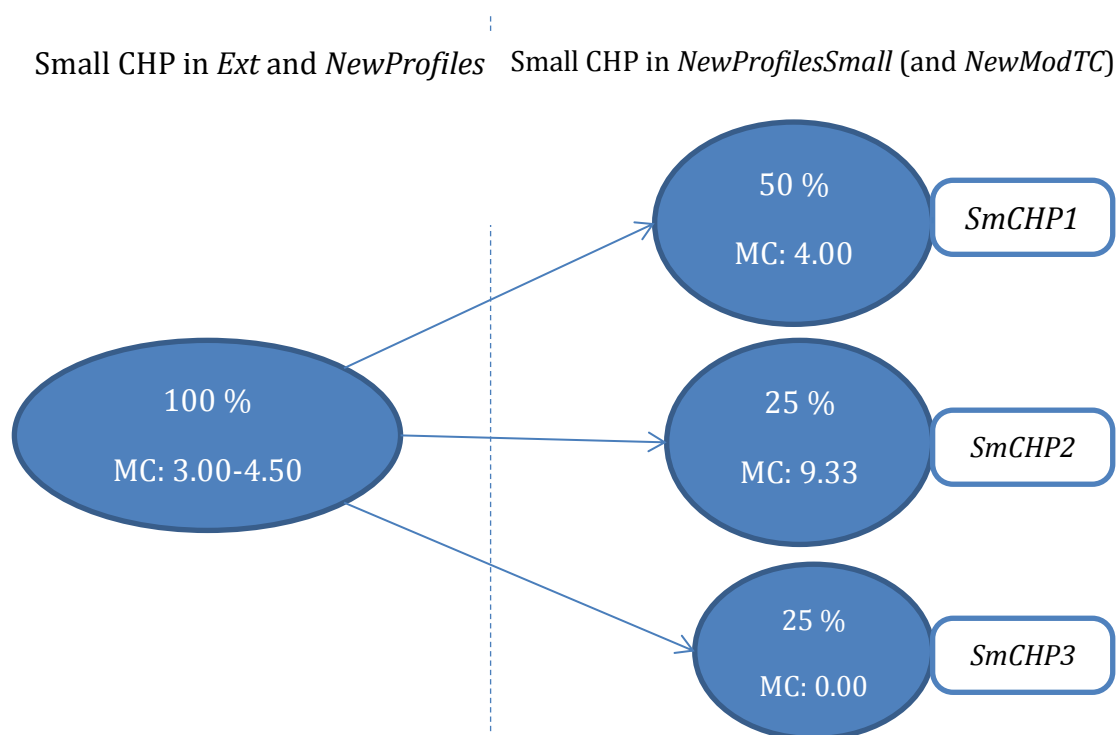 Small CHP in Ext and NewProfiles
Small CHP in NewProfilesSmall (and NewModTC)
100 %
MC: 3.00-4.50
50 %
MC: 4.00
SmCHP1
25 %
MC: 9.33
SmCHP2
25 %
MC: 0.00
SmCHP3